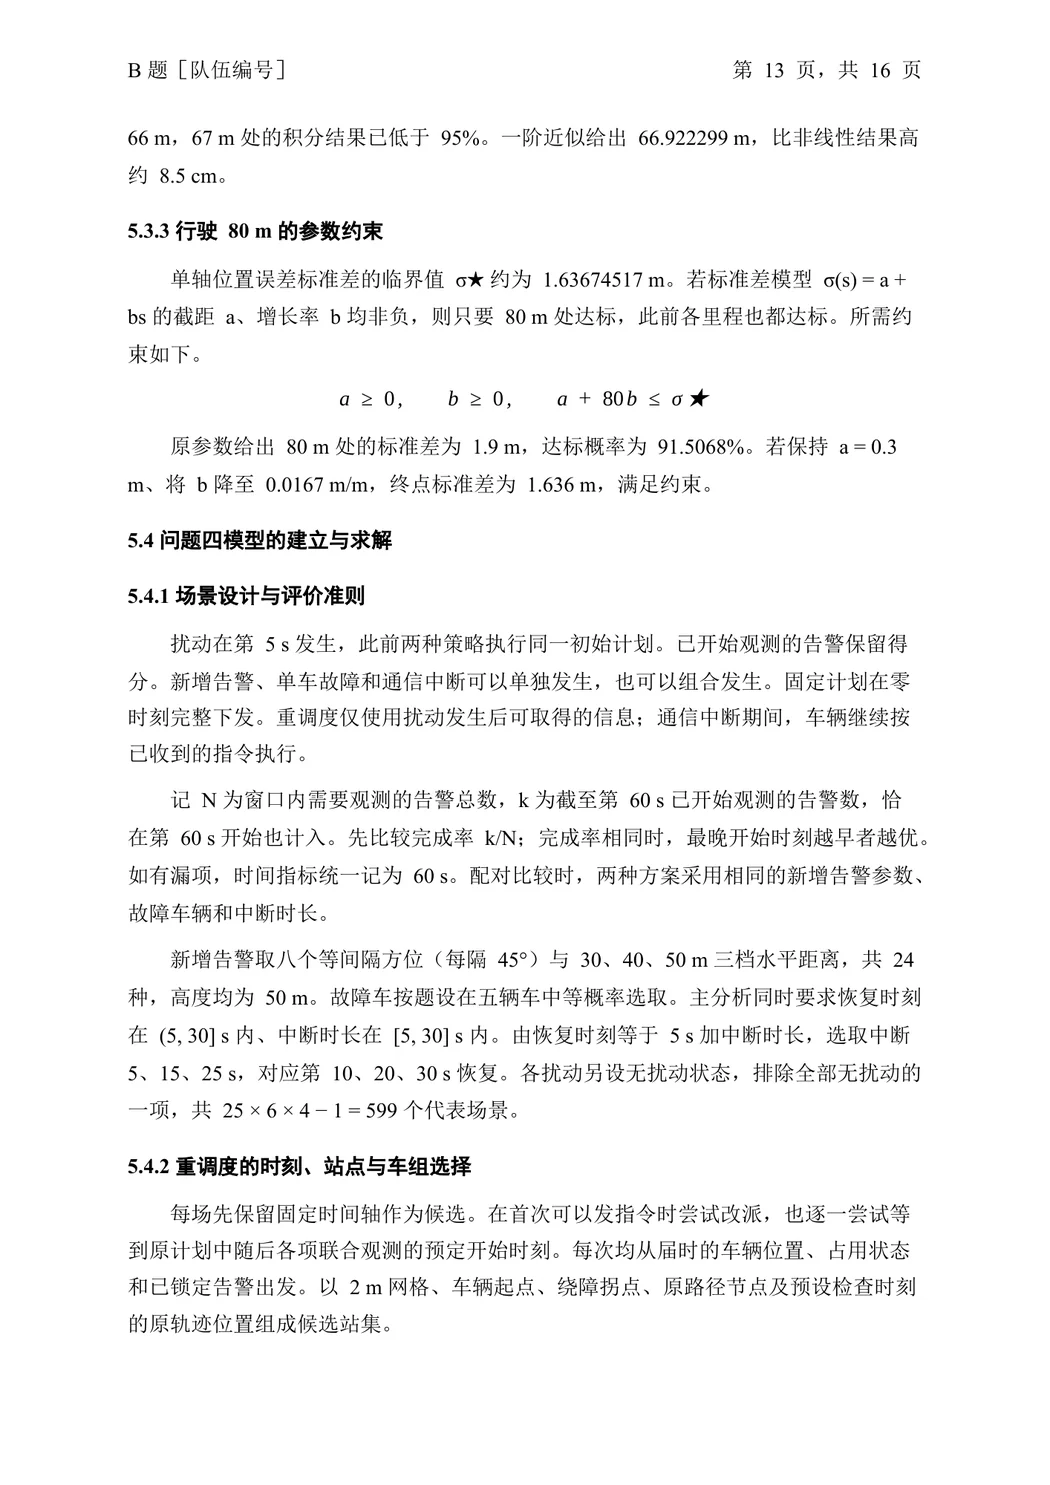 B 题［队伍编号］ 第 13 页，共 16 页
66 m，67 m 处的积分结果已低于 95%。一阶近似给出 66.922299 m，比非线性结果高
约 8.5 cm。
5.3.3 行驶 80 m 的参数约束
单轴位置误差标准差的临界值 σ★ 约为 1.63674517 m。若标准差模型 σ(s) = a +
bs 的截距 a、增长率 b 均非负，则只要 80 m 处达标，此前各里程也都达标。所需约
束如下。
a ≥ 0, b ≥ 0, a + 80b ≤ σ★
原参数给出 80 m 处的标准差为 1.9 m，达标概率为 91.5068%。若保持 a = 0.3
m、将 b 降至 0.0167 m/m，终点标准差为 1.636 m，满足约束。
5.4 问题四模型的建立与求解
5.4.1 场景设计与评价准则
扰动在第 5 s 发生，此前两种策略执行同一初始计划。已开始观测的告警保留得
分。新增告警、单车故障和通信中断可以单独发生，也可以组合发生。固定计划在零
时刻完整下发。重调度仅使用扰动发生后可取得的信息；通信中断期间，车辆继续按
已收到的指令执行。
记 N 为窗口内需要观测的告警总数，k 为截至第 60 s 已开始观测的告警数，恰
在第 60 s 开始也计入。先比较完成率 k/N；完成率相同时，最晚开始时刻越早者越优。
如有漏项，时间指标统一记为 60 s。配对比较时，两种方案采用相同的新增告警参数、
故障车辆和中断时长。
新增告警取八个等间隔方位（每隔 45°）与 30、40、50 m 三档水平距离，共 24
种，高度均为 50 m。故障车按题设在五辆车中等概率选取。主分析同时要求恢复时刻
在 (5, 30] s 内、中断时长在 [5, 30] s 内。由恢复时刻等于 5 s 加中断时长，选取中断
5、15、25 s，对应第 10、20、30 s 恢复。各扰动另设无扰动状态，排除全部无扰动的
一项，共 25 × 6 × 4 − 1 = 599 个代表场景。
5.4.2 重调度的时刻、站点与车组选择
每场先保留固定时间轴作为候选。在首次可以发指令时尝试改派，也逐一尝试等
到原计划中随后各项联合观测的预定开始时刻。每次均从届时的车辆位置、占用状态
和已锁定告警出发。以 2 m 网格、车辆起点、绕障拐点、原路径节点及预设检查时刻
的原轨迹位置组成候选站集。